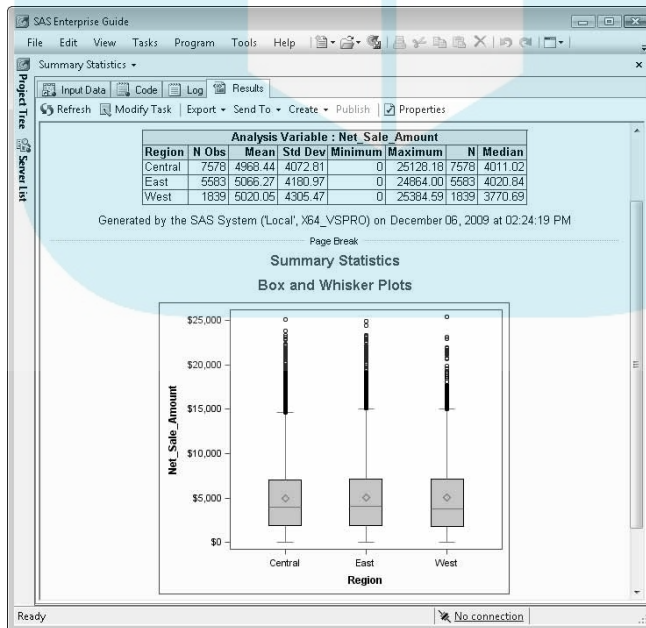 SAS Enterprise Guide
File Edit View Tasks Program Tools Help
Summary Statistics
Project Tree
Server List
Input Data Code Log Results
Refresh Modify Task Export Send To Create Publish Properties
Analysis Variable : Net_Sale_Amount
Region N Obs Mean Std Dev Minimum Maximum N Median
Central 7578 4968.44 4072.81 0 25128.18 7578 4011.02
East 5583 5066.27 4180.97 0 24864.00 5583 4020.84
West 1839 5020.05 4305.47 0 25384.59 1839 3770.69
Generated by the SAS System ('Local', X64_VSPRO) on December 06, 2009 at 02:24:19 PM
Page Break
Summary Statistics
Box and Whisker Plots
$25,000
$20,000
$15,000
$10,000
$5,000
$0
Net_Sale_Amount
Central East West
Region
Ready No connection